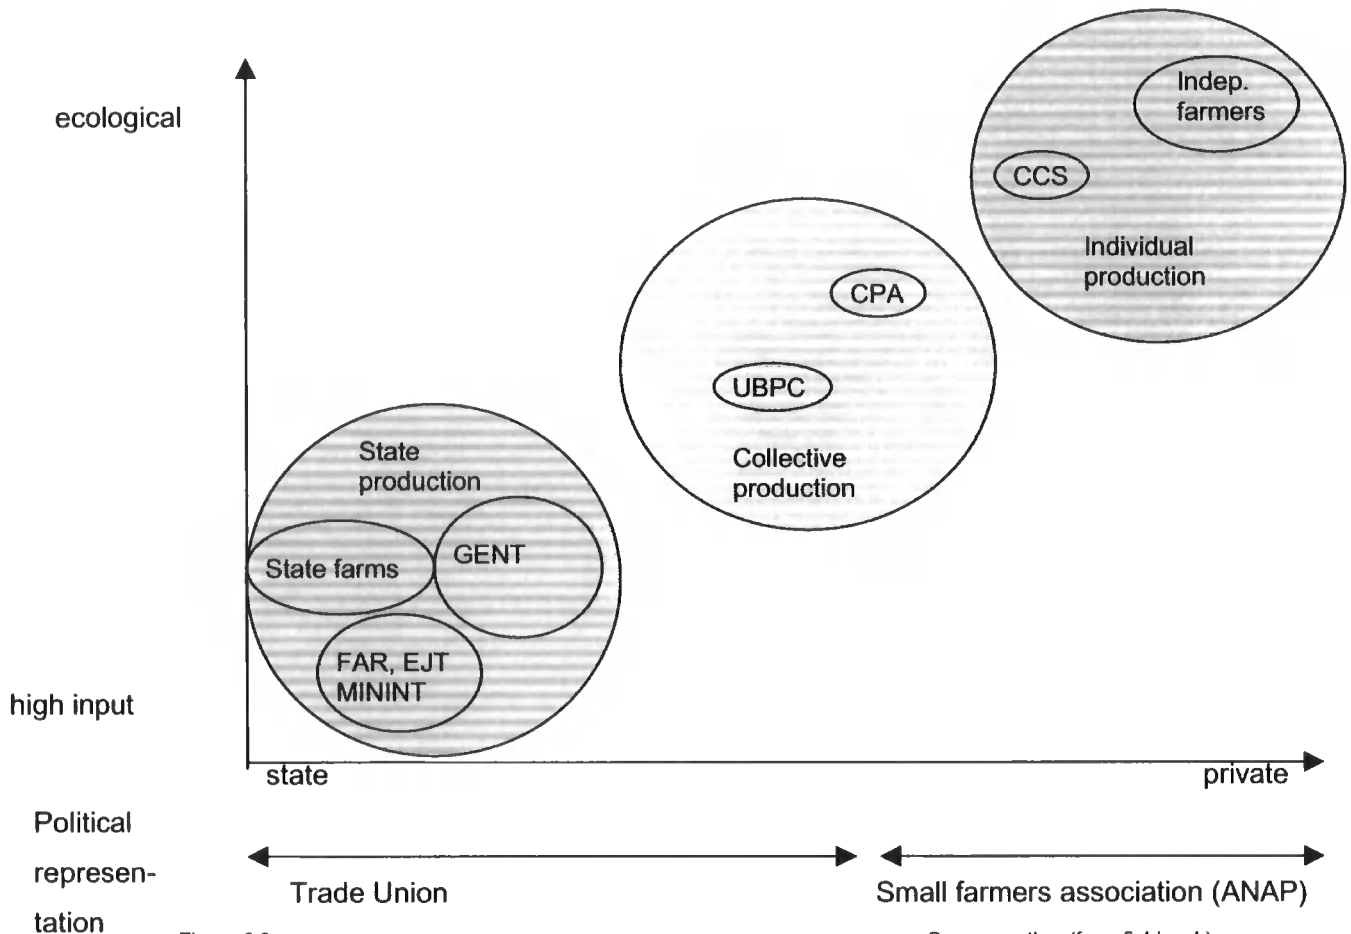 ecological
Indep.
farmers
CCS
Individual
production
CPA
UBPC
Collective
production
State
production
State farms
GENT
FAR, EJT
MININT
high input
state
private
Political
represen-
tation
Trade Union
Small farmers association (ANAP)